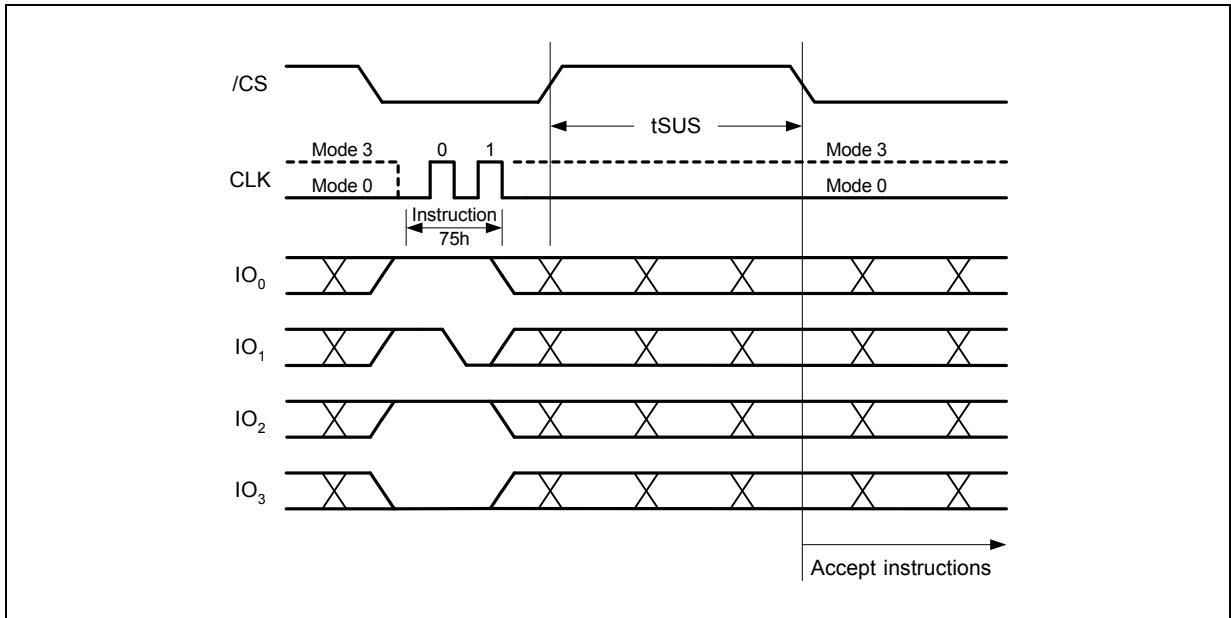 /CS
tSUS
Mode 3 0 1 Mode 3
CLK
Mode 0 Mode 0
Instruction
75h
IO0
IO1
IO2
IO3
Accept instructions